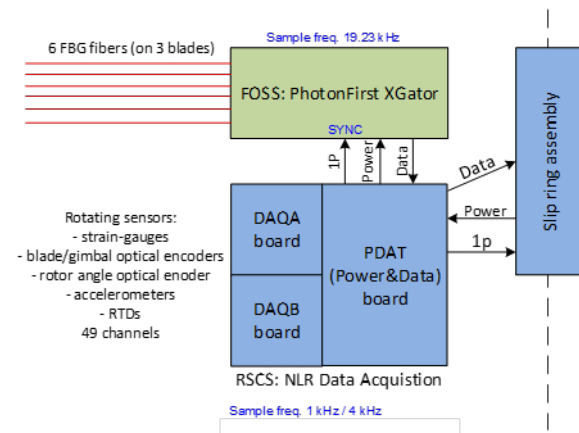 6 FBG fibers (on 3 blades)
Sample freq. 19.23 kHz
FOSS: PhotonFirst XGator
SYNC
1P
Power
Data
Slip ring assembly
Data
Power
1p
Rotating sensors:
- strain-gauges
- blade/gimbal optical encoders
- rotor angle optical enoder
- accelerometers
- RTDs
49 channels
DAQA
board
DAQB
board
PDAT
(Power&Data)
board
RSCS: NLR Data Acquistion
Sample freq. 1 kHz / 4 kHz